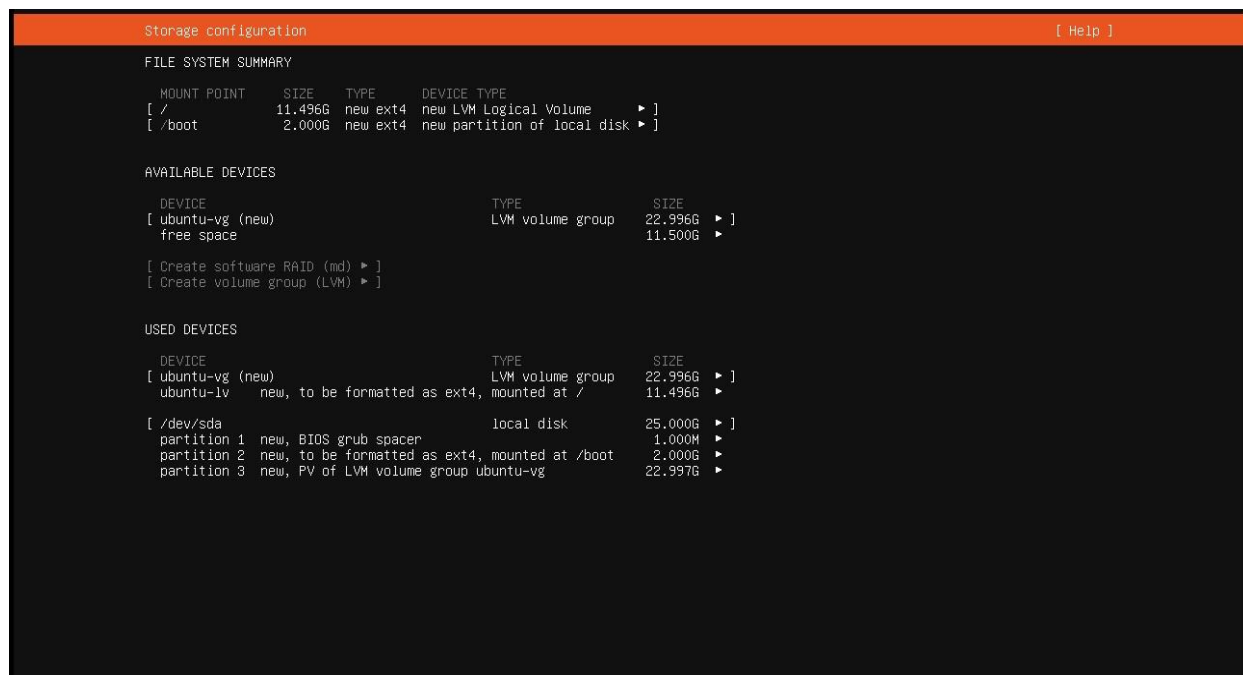 Storage configuration [ Help ]
FILE SYSTEM SUMMARY
MOUNT POINT SIZE TYPE DEVICE TYPE
[ / 11.496G new ext4 new LVM Logical Volume ▸ ]
[ /boot 2.000G new ext4 new partition of local disk ▸ ]
AVAILABLE DEVICES
DEVICE TYPE SIZE
[ ubuntu-vg (new) LVM volume group 22.996G ▸ ]
free space 11.500G ▸
[ Create software RAID (md) ▸ ]
[ Create volume group (LVM) ▸ ]
USED DEVICES
DEVICE TYPE SIZE
[ ubuntu-vg (new) LVM volume group 22.996G ▸ ]
ubuntu-lv new, to be formatted as ext4, mounted at / 11.496G ▸
[ /dev/sda local disk 25.000G ▸ ]
partition 1 new, BIOS grub spacer 1.000M ▸
partition 2 new, to be formatted as ext4, mounted at /boot 2.000G ▸
partition 3 new, PV of LVM volume group ubuntu-vg 22.997G ▸